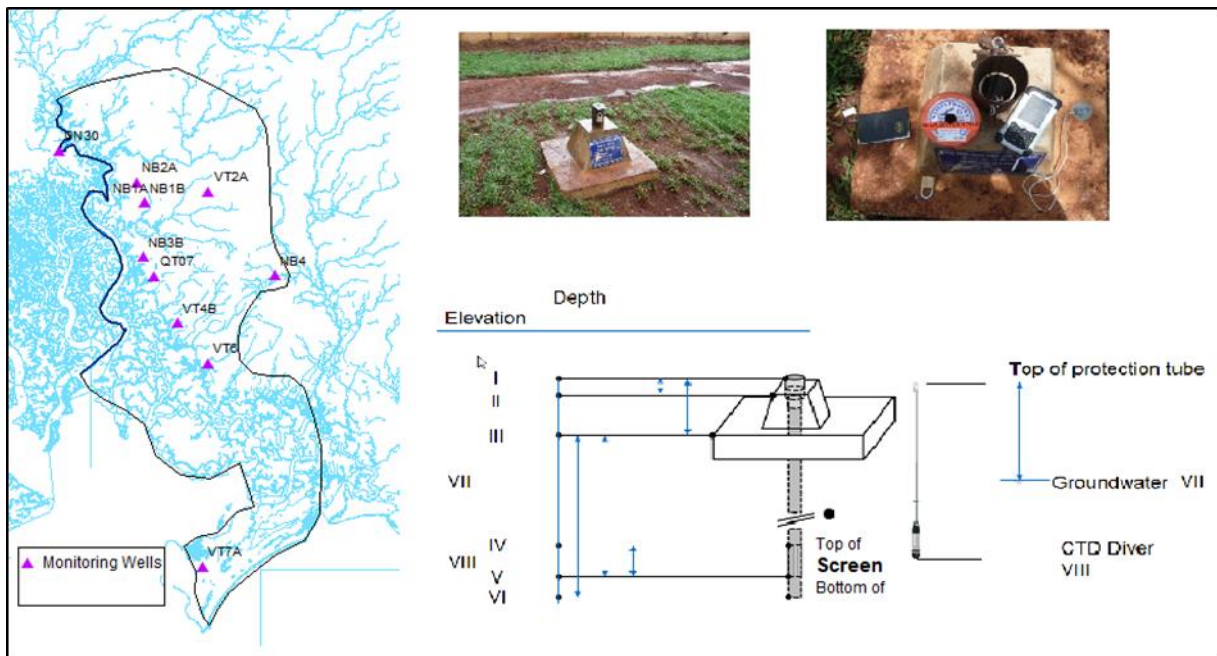 DN30
NB2A
NB1A NB1B
VT2A
NB3B
QT07
NB4
VT4B
VT6
VT7A
Monitoring Wells
Depth
Elevation
I
II
III
VII
IV
VIII
V
VI
Top of
Screen
Bottom of
Top of protection tube
Groundwater VII
CTD Diver
VIII